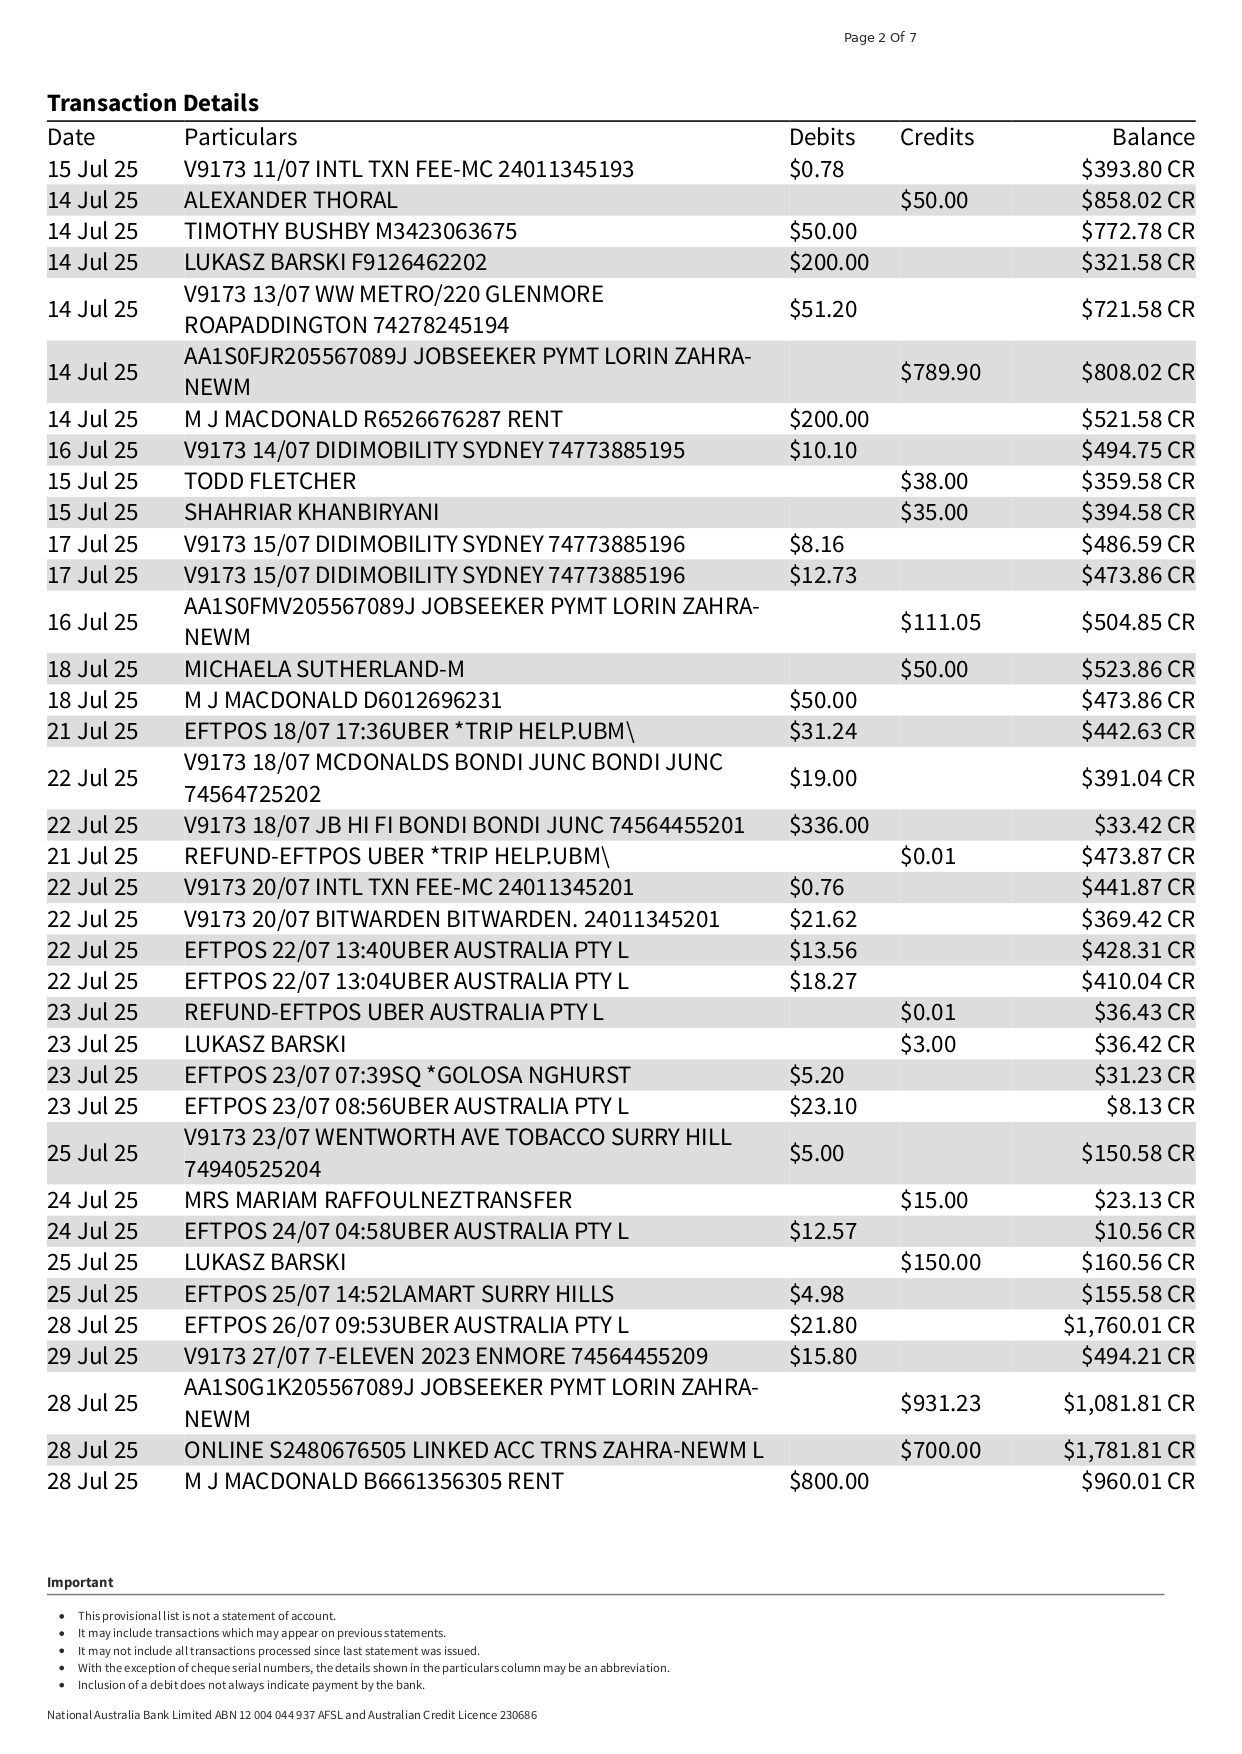 Page 2 Of 7
Transaction Details
Date Particulars Debits Credits Balance
15 Jul 25 V9173 11/07 INTL TXN FEE-MC 24011345193 $0.78 $393.80 CR
14 Jul 25 ALEXANDER THORAL $50.00 $858.02 CR
14 Jul 25 TIMOTHY BUSHBY M3423063675 $50.00 $772.78 CR
14 Jul 25 LUKASZ BARSKI F9126462202 $200.00 $321.58 CR
V9173 13/07 WW METRO/220 GLENMORE
14 Jul 25 ROAPADDINGTON 74278245194 $51.20 $721.58 CR
AA1S0FJR205567089J JOBSEEKER PYMT LORIN ZAHRA-
14 Jul 25 NEWM $789.90 $808.02 CR
14 Jul 25 M J MACDONALD R6526676287 RENT $200.00 $521.58 CR
16 Jul 25 V9173 14/07 DIDIMOBILITY SYDNEY 74773885195 $10.10 $494.75 CR
15 Jul 25 TODD FLETCHER $38.00 $359.58 CR
15 Jul 25 SHAHRIAR KHANBIRYANI $35.00 $394.58 CR
17 Jul 25 V9173 15/07 DIDIMOBILITY SYDNEY 74773885196 $8.16 $486.59 CR
17 Jul 25 V9173 15/07 DIDIMOBILITY SYDNEY 74773885196 $12.73 $473.86 CR
AA1S0FMV205567089J JOBSEEKER PYMT LORIN ZAHRA-
16 Jul 25 NEWM $111.05 $504.85 CR
18 Jul 25 MICHAELA SUTHERLAND-M $50.00 $523.86 CR
18 Jul 25 M J MACDONALD D6012696231 $50.00 $473.86 CR
21 Jul 25 EFTPOS 18/07 17:36UBER *TRIP HELP.UBM\ $31.24 $442.63 CR
V9173 18/07 MCDONALDS BONDI JUNC BONDI JUNC
22 Jul 25 74564725202 $19.00 $391.04 CR
22 Jul 25 V9173 18/07 JB HI FI BONDI BONDI JUNC 74564455201 $336.00 $33.42 CR
21 Jul 25 REFUND-EFTPOS UBER *TRIP HELP.UBM\ $0.01 $473.87 CR
22 Jul 25 V9173 20/07 INTL TXN FEE-MC 24011345201 $0.76 $441.87 CR
22 Jul 25 V9173 20/07 BITWARDEN BITWARDEN. 24011345201 $21.62 $369.42 CR
22 Jul 25 EFTPOS 22/07 13:40UBER AUSTRALIA PTY L $13.56 $428.31 CR
22 Jul 25 EFTPOS 22/07 13:04UBER AUSTRALIA PTY L $18.27 $410.04 CR
23 Jul 25 REFUND-EFTPOS UBER AUSTRALIA PTY L $0.01 $36.43 CR
23 Jul 25 LUKASZ BARSKI $3.00 $36.42 CR
23 Jul 25 EFTPOS 23/07 07:39SQ *GOLOSA NGHURST $5.20 $31.23 CR
23 Jul 25 EFTPOS 23/07 08:56UBER AUSTRALIA PTY L $23.10 $8.13 CR
V9173 23/07 WENTWORTH AVE TOBACCO SURRY HILL
25 Jul 25 74940525204 $5.00 $150.58 CR
24 Jul 25 MRS MARIAM RAFFOULNEZTRANSFER $15.00 $23.13 CR
24 Jul 25 EFTPOS 24/07 04:58UBER AUSTRALIA PTY L $12.57 $10.56 CR
25 Jul 25 LUKASZ BARSKI $150.00 $160.56 CR
25 Jul 25 EFTPOS 25/07 14:52LAMART SURRY HILLS $4.98 $155.58 CR
28 Jul 25 EFTPOS 26/07 09:53UBER AUSTRALIA PTY L $21.80 $1,760.01 CR
29 Jul 25 V9173 27/07 7-ELEVEN 2023 ENMORE 74564455209 $15.80 $494.21 CR
AA1S0G1K205567089J JOBSEEKER PYMT LORIN ZAHRA-
28 Jul 25 NEWM $931.23 $1,081.81 CR
28 Jul 25 ONLINE S2480676505 LINKED ACC TRNS ZAHRA-NEWM L $700.00 $1,781.81 CR
28 Jul 25 M J MACDONALD B6661356305 RENT $800.00 $960.01 CR
Important
• This provisional list is not a statement of account.
• It may include transactions which may appear on previous statements.
• It may not include all transactions processed since last statement was issued.
• With the exception of cheque serial numbers, the details shown in the particulars column may be an abbreviation.
• Inclusion of a debit does not always indicate payment by the bank.
National Australia Bank Limited ABN 12 004 044 937 AFSL and Australian Credit Licence 230686